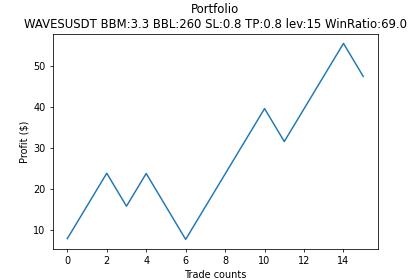 Portfolio
WAVESUSDT BBM:3.3 BBL:260 SL:0.8 TP:0.8 lev:15 WinRatio:69.0
50
40
30
20
10
Profit ($)
0 2 4 6 8 10 12 14
Trade counts